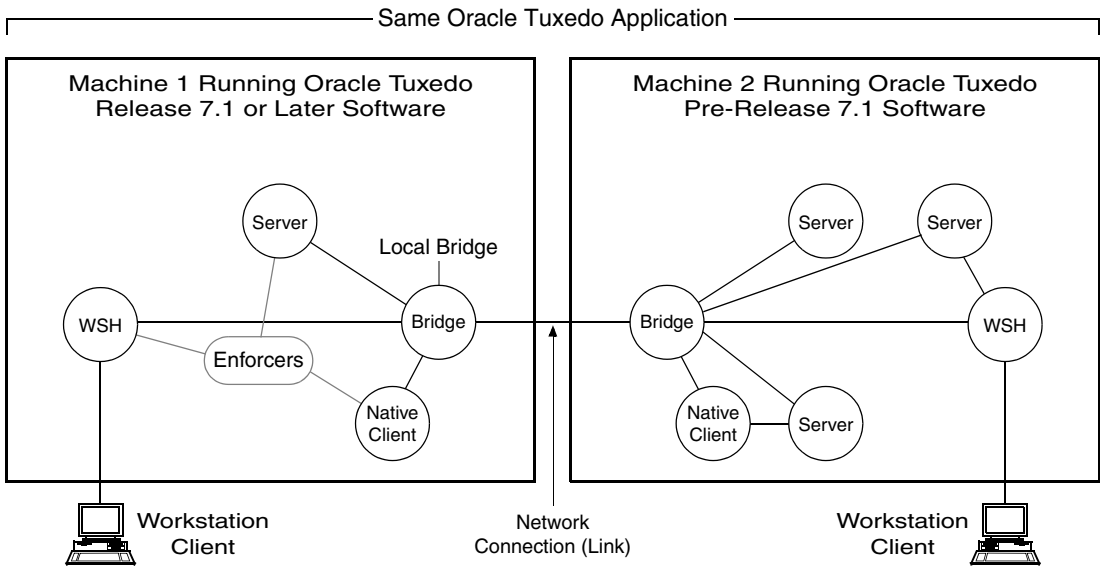 Same Oracle Tuxedo Application
Machine 1 Running Oracle Tuxedo
Release 7.1 or Later Software
Machine 2 Running Oracle Tuxedo
Pre-Release 7.1 Software
Server
Local Bridge
WSH
Bridge
Enforcers
Native
Client
Server
Server
Bridge
WSH
Native
Client
Server
Workstation
Client
Network
Connection (Link)
Workstation
Client